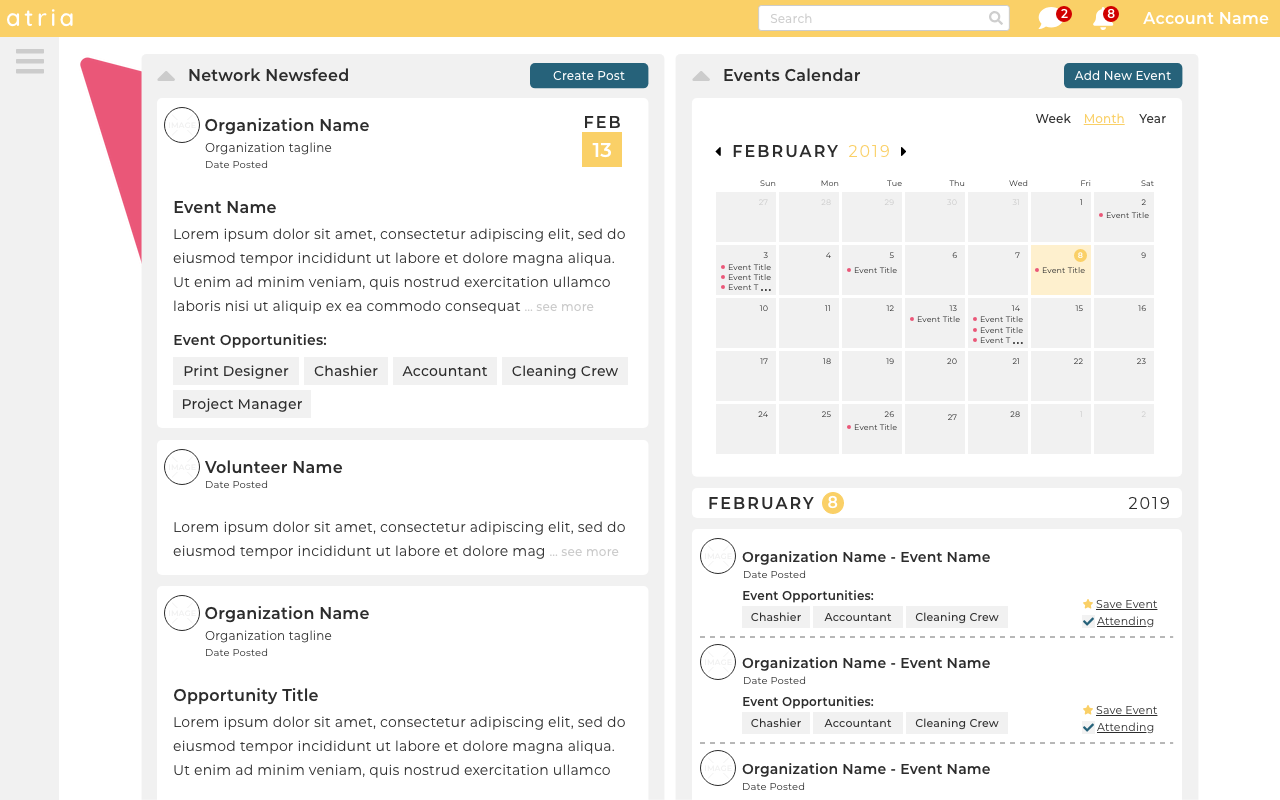 atria
Search
2
8
Account Name
Network Newsfeed
Create Post
Organization Name
Organization tagline
Date Posted
FEB
13
Event Name
Lorem ipsum dolor sit amet, consectetur adipiscing elit, sed do
eiusmod tempor incididunt ut labore et dolore magna aliqua.
Ut enim ad minim veniam, quis nostrud exercitation ullamco
laboris nisi ut aliquip ex ea commodo consequat ... see more
Event Opportunities:
Print Designer Chashier Accountant Cleaning Crew
Project Manager
IMAGE
Volunteer Name
Date Posted
Lorem ipsum dolor sit amet, consectetur adipiscing elit, sed do
eiusmod tempor incididunt ut labore et dolore mag ... see more
IMAGE
Organization Name
Organization tagline
Date Posted
Opportunity Title
Lorem ipsum dolor sit amet, consectetur adipiscing elit, sed do
eiusmod tempor incididunt ut labore et dolore magna aliqua.
Ut enim ad minim veniam, quis nostrud exercitation ullamco
Events Calendar
Add New Event
Week Month Year
FEBRUARY 2019
Sun Mon Tue Thu Wed Fri Sat
27 28 29 30 31 1 2
Event Title
3 4 5 6 7 8 9
Event Title Event Title Event Title
Event Title
Event T...
10 11 12 13 14 15 16
Event Title Event Title
Event Title
Event T...
17 18 19 20 21 22 23
24 25 26 27 28 1 2
Event Title
FEBRUARY 8 2019
IMAGE
Organization Name - Event Name
Date Posted
Event Opportunities:
Chashier Accountant Cleaning Crew
Save Event
Attending
IMAGE
Organization Name - Event Name
Date Posted
Event Opportunities:
Chashier Accountant Cleaning Crew
Save Event
Attending
IMAGE
Organization Name - Event Name
Date Posted